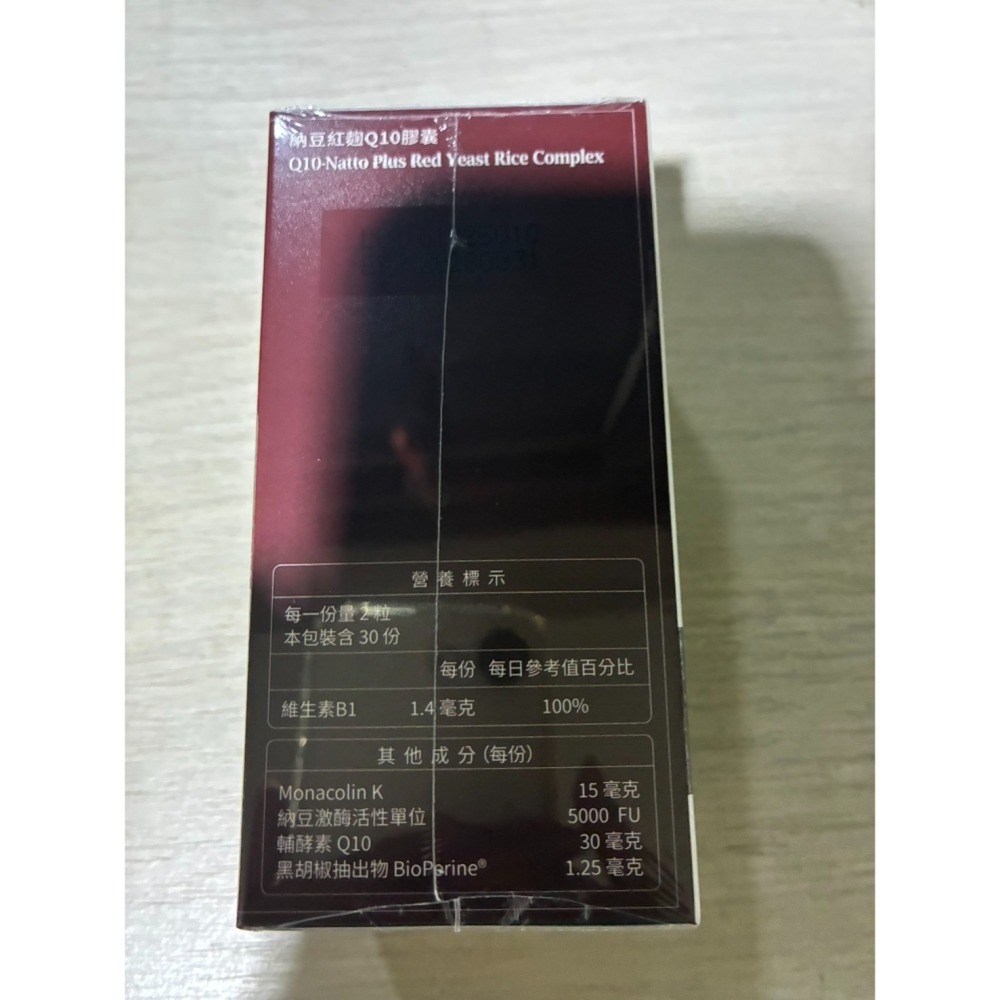 納豆紅麴Q10膠囊
Q10-Natto Plus Red Yeast Rice Complex
營養標示
每一份量 2 粒
本包裝含 30 份
每份 每日參考值百分比
維生素B1 1.4 毫克 100%
其他成分 (每份)
Monacolin K 15 毫克
納豆激酶活性單位 5000 FU
輔酵素 Q10 30 毫克
黑胡椒抽出物 BioPerine® 1.25 毫克